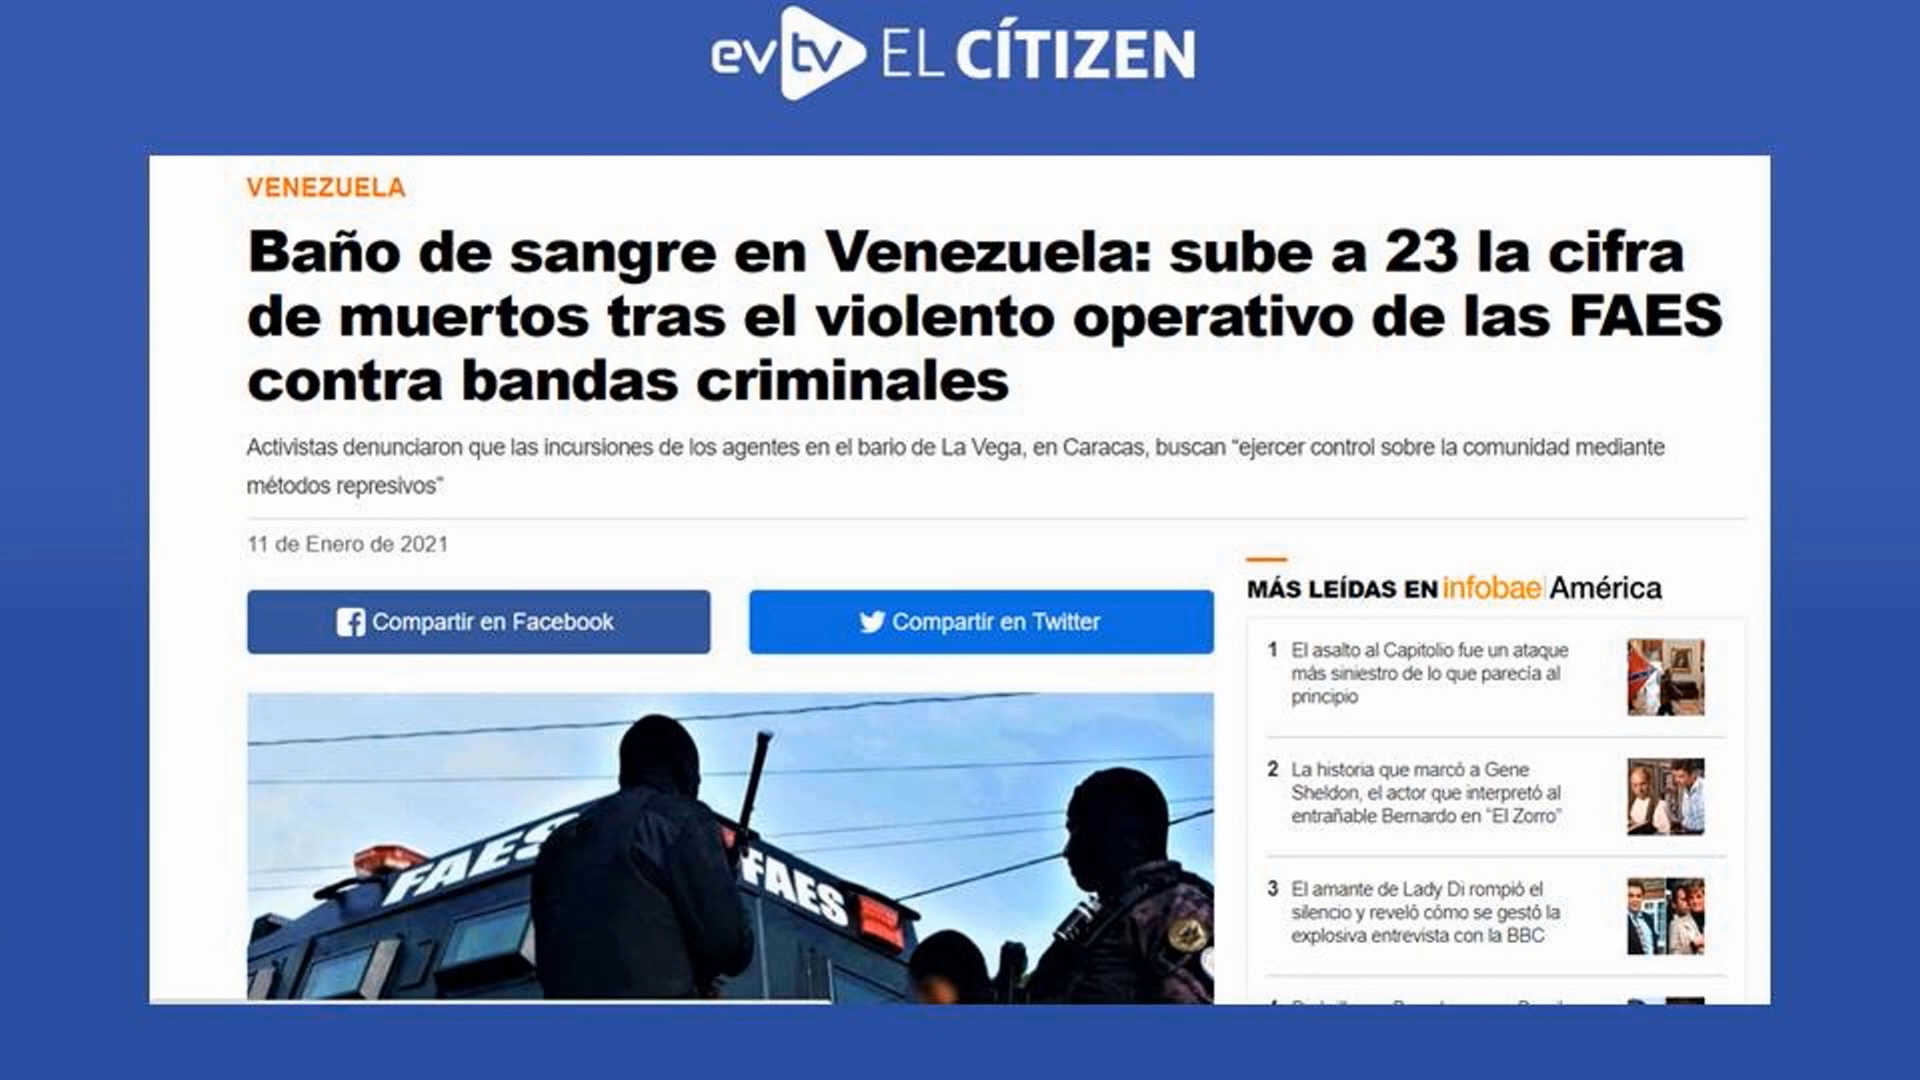 evtv EL CÍTIZEN
VENEZUELA
Baño de sangre en Venezuela: sube a 23 la cifra
de muertos tras el violento operativo de las FAES
contra bandas criminales
Activistas denunciaron que las incursiones de los agentes en el bario de La Vega, en Caracas, buscan “ejercer control sobre la comunidad mediante
métodos represivos”
11 de Enero de 2021
Compartir en Facebook
Compartir en Twitter
MÁS LEÍDAS EN infobae América
1 El asalto al Capitolio fue un ataque
más siniestro de lo que parecía al
principio
2 La historia que marcó a Gene
Sheldon, el actor que interpretó al
entrañable Bernardo en “El Zorro”
3 El amante de Lady Di rompió el
silencio y reveló cómo se gestó la
explosiva entrevista con la BBC
FAES
FAES